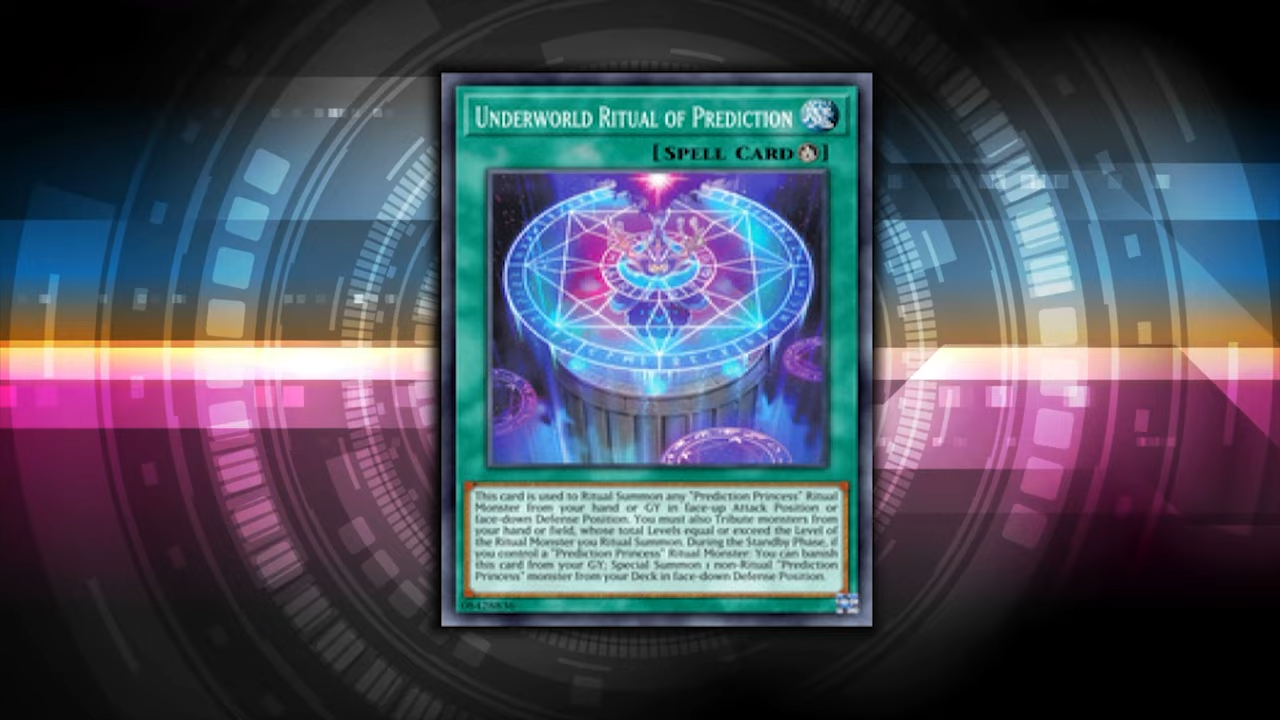 UNDERWORLD RITUAL OF PREDICTION
[SPELL CARD]
This card is used to Ritual Summon any "Prediction Princess" Ritual
Monster from your hand or GY in face-up Attack Position or
face-down Defense Position. You must also Tribute monsters from
your hand or field, whose total Levels equal or exceed the Level of
the Ritual Monster you Ritual Summon. During the Standby Phase, if
you control a "Prediction Princess" Ritual Monster: You can banish
this card from your GY; Special Summon 1 non-Ritual "Prediction
Princess" monster from your Deck in face-down Defense Position.